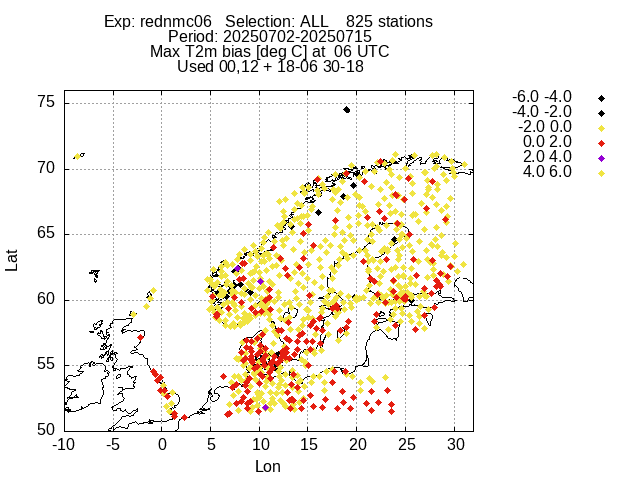 Exp: rednmc06 Selection: ALL 825 stations
Period: 20250702-20250715
Max T2m bias [deg C] at 06 UTC
Used 00,12 + 18-06 30-18
-6.0 -4.0
-4.0 -2.0
-2.0 0.0
0.0 2.0
2.0 4.0
4.0 6.0
75
70
65
60
55
50
Lat
-10 -5 0 5 10 15 20 25 30
Lon